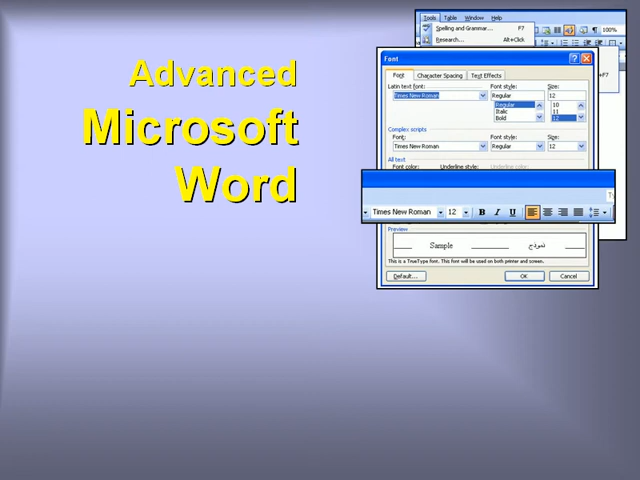 Advanced
Microsoft
Word
Tools Table Window Help
Spelling and Grammar... F7
Research... Alt+Click
100%
Font
Font Character Spacing Text Effects
Latin text font: Font style: Size:
Times New Roman Regular 12
Regular 10
Italic 11
Bold 12
Complex scripts
Font: Font style: Size:
Times New Roman Regular 12
All text
Font color: Underline style: Underline color:
+F7
Times New Roman 12 B I U
Preview
Sample نموذج
This is a TrueType font. This font will be used on both printer and screen.
Default... OK Cancel